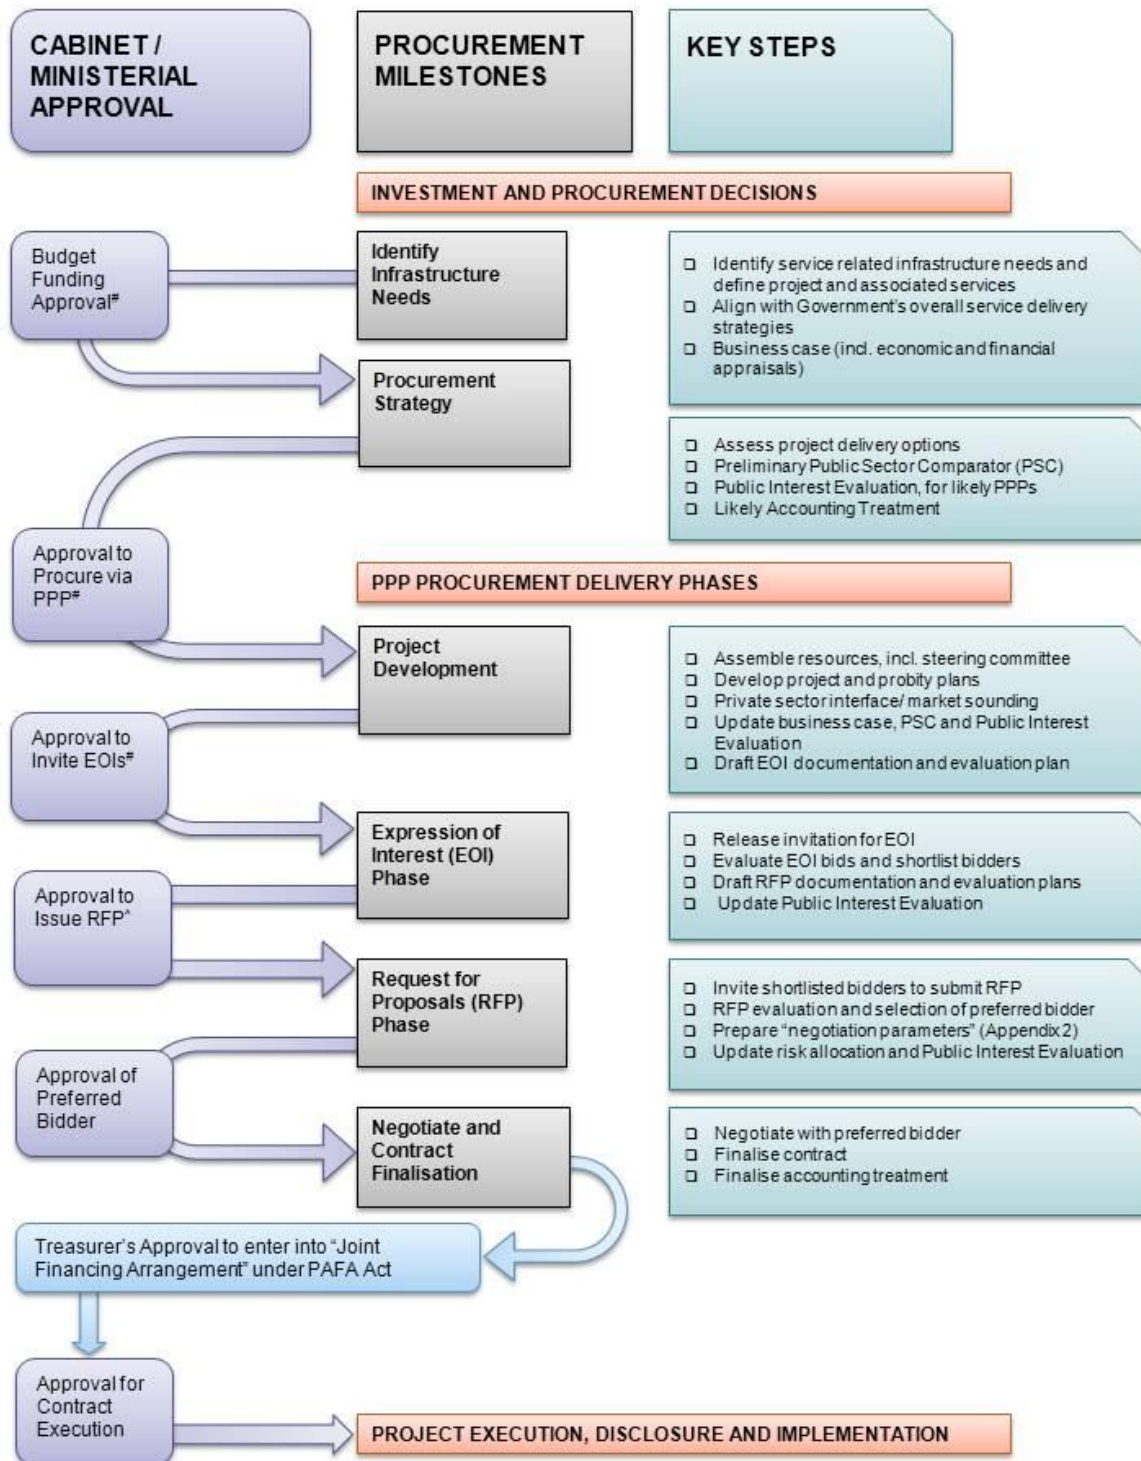 CABINET /
MINISTERIAL
APPROVAL
PROCUREMENT
MILESTONES
KEY STEPS
INVESTMENT AND PROCUREMENT DECISIONS
Budget
Funding
Approval#
Identify
Infrastructure
Needs
❑ Identify service related infrastructure needs and
define project and associated services
❑ Align with Government's overall service delivery
strategies
❑ Business case (incl. economic and financial
appraisals)
Procurement
Strategy
❑ Assess project delivery options
❑ Preliminary Public Sector Comparator (PSC)
❑ Public Interest Evaluation, for likely PPPs
❑ Likely Accounting Treatment
Approval to
Procure via
PPP#
PPP PROCUREMENT DELIVERY PHASES
Project
Development
❑ Assemble resources, incl. steering committee
❑ Develop project and probity plans
❑ Private sector interface/ market sounding
❑ Update business case, PSC and Public Interest
Evaluation
❑ Draft EOI documentation and evaluation plan
Approval to
Invite EOIs#
Expression of
Interest (EOI)
Phase
❑ Release invitation for EOI
❑ Evaluate EOI bids and shortlist bidders
❑ Draft RFP documentation and evaluation plans
❑ Update Public Interest Evaluation
Approval to
Issue RFP^
Request for
Proposals (RFP)
Phase
❑ Invite shortlisted bidders to submit RFP
❑ RFP evaluation and selection of preferred bidder
❑ Prepare “negotiation parameters” (Appendix 2)
❑ Update risk allocation and Public Interest Evaluation
Approval of
Preferred
Bidder
Negotiate and
Contract
Finalisation
❑ Negotiate with preferred bidder
❑ Finalise contract
❑ Finalise accounting treatment
Treasurer's Approval to enter into “Joint
Financing Arrangement” under PAFA Act
Approval for
Contract
Execution
PROJECT EXECUTION, DISCLOSURE AND IMPLEMENTATION